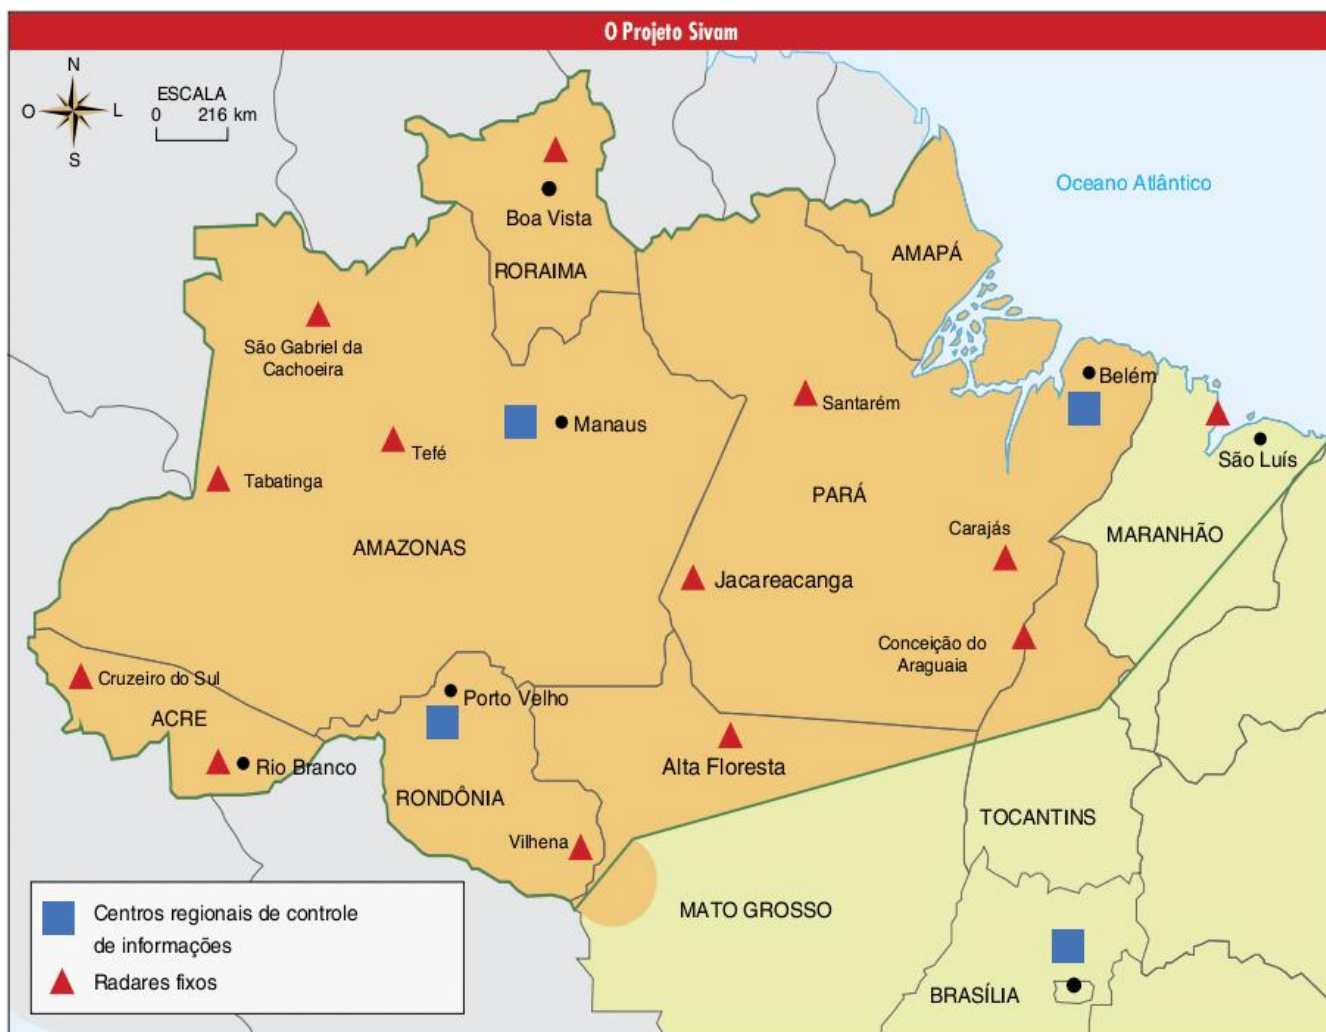 O Projeto Sivam
N
O
L
S
ESCALA
0 216 km
Oceano Atlântico
Boa Vista
RORAIMA
AMAPÁ
São Gabriel da
Cachoeira
Belém
Santarém
Manaus
Tefé
Tabatinga
São Luís
PARÁ
Carajás
MARANHÃO
AMAZONAS
Jacareacanga
Conceição do
Araguaia
Cruzeiro do Sul
Porto Velho
ACRE
Rio Branco
Alta Floresta
RONDÔNIA
TOCANTINS
Vilhena
MATO GROSSO
BRASÍLIA
Centros regionais de controle
de informações
Radares fixos